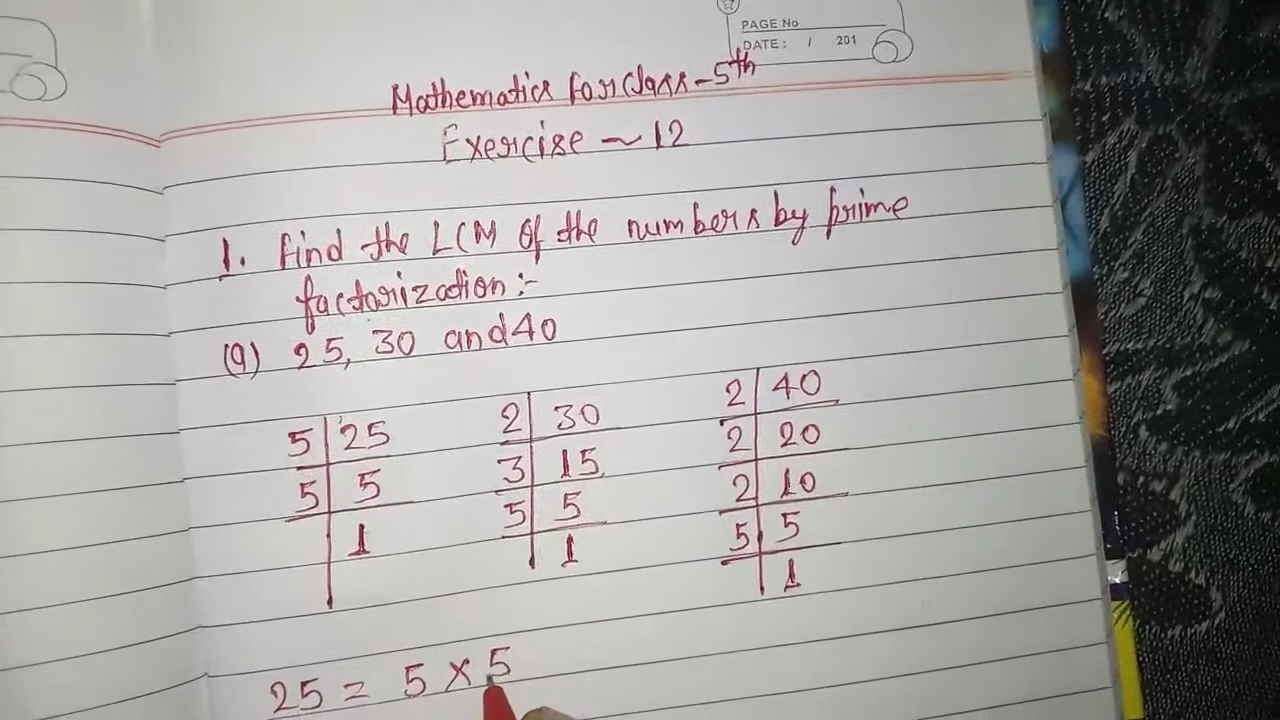 PAGE No
DATE: / 201
Mathematics For Class-5th
Exercise ~ 12
1. Find the LCM of the numbers by prime
factorization:-
(a) 25, 30 and 40
5 25
5 5
1
2 30
3 15
5 5
1
2 40
2 20
2 10
5 5
1
25 = 5 × 5